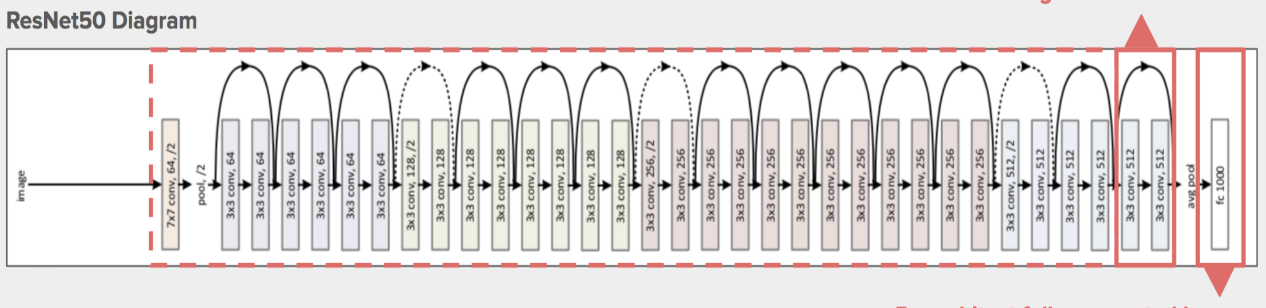 ResNet50 Diagram
image
7x7 conv, 64, /2
pool, /2
3x3 conv, 64
3x3 conv, 64
3x3 conv, 64
3x3 conv, 64
3x3 conv, 64
3x3 conv, 64
3x3 conv, 128, /2
3x3 conv, 128
3x3 conv, 128
3x3 conv, 128
3x3 conv, 128
3x3 conv, 128
3x3 conv, 128
3x3 conv, 128
3x3 conv, 256, /2
3x3 conv, 256
3x3 conv, 256
3x3 conv, 256
3x3 conv, 256
3x3 conv, 256
3x3 conv, 256
3x3 conv, 256
3x3 conv, 256
3x3 conv, 256
3x3 conv, 256
3x3 conv, 256
3x3 conv, 512, /2
3x3 conv, 512
3x3 conv, 512
3x3 conv, 512
3x3 conv, 512
3x3 conv, 512
avg pool
fc 1000